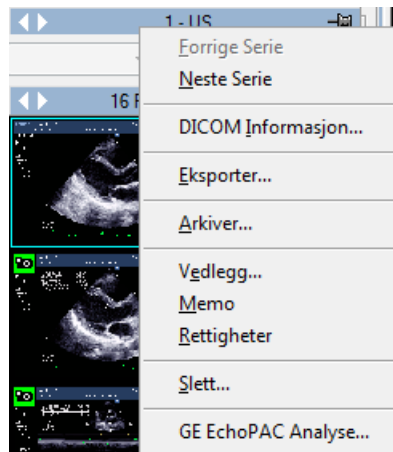 1 - US
Forrige Serie
Neste Serie
16 F
DICOM Informasjon...
Eksporter...
Arkiver...
Vedlegg...
Memo
Rettigheter
Slett...
GE EchoPAC Analyse...